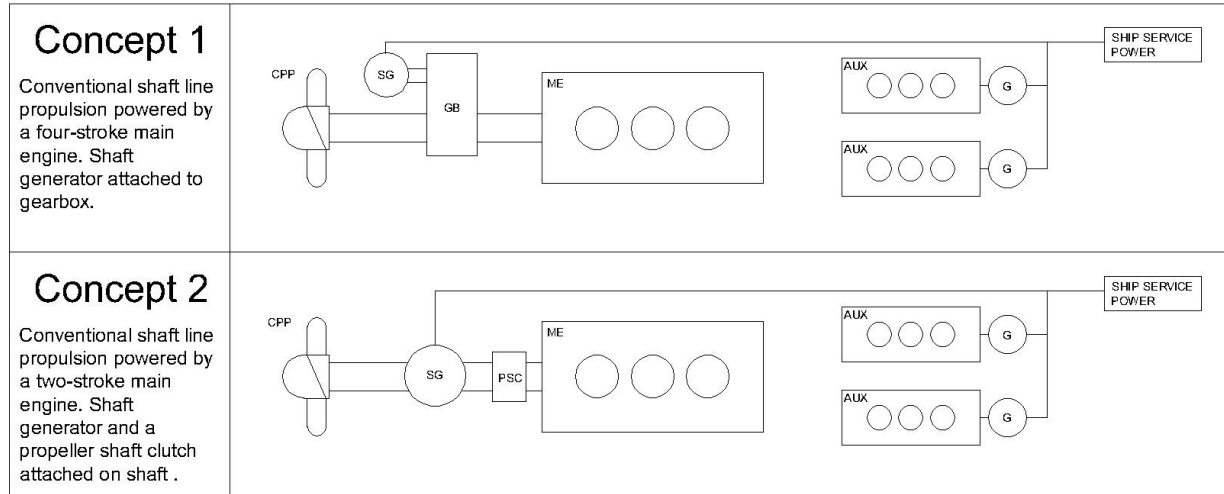 Concept 1
Conventional shaft line
propulsion powered by
a four-stroke main
engine. Shaft
generator attached to
gearbox.
CPP
SG
GB
ME
AUX
G
AUX
G
SHIP SERVICE
POWER
Concept 2
Conventional shaft line
propulsion powered by
a two-stroke main
engine. Shaft
generator and a
propeller shaft clutch
attached on shaft .
CPP
SG
PSC
ME
AUX
G
AUX
G
SHIP SERVICE
POWER